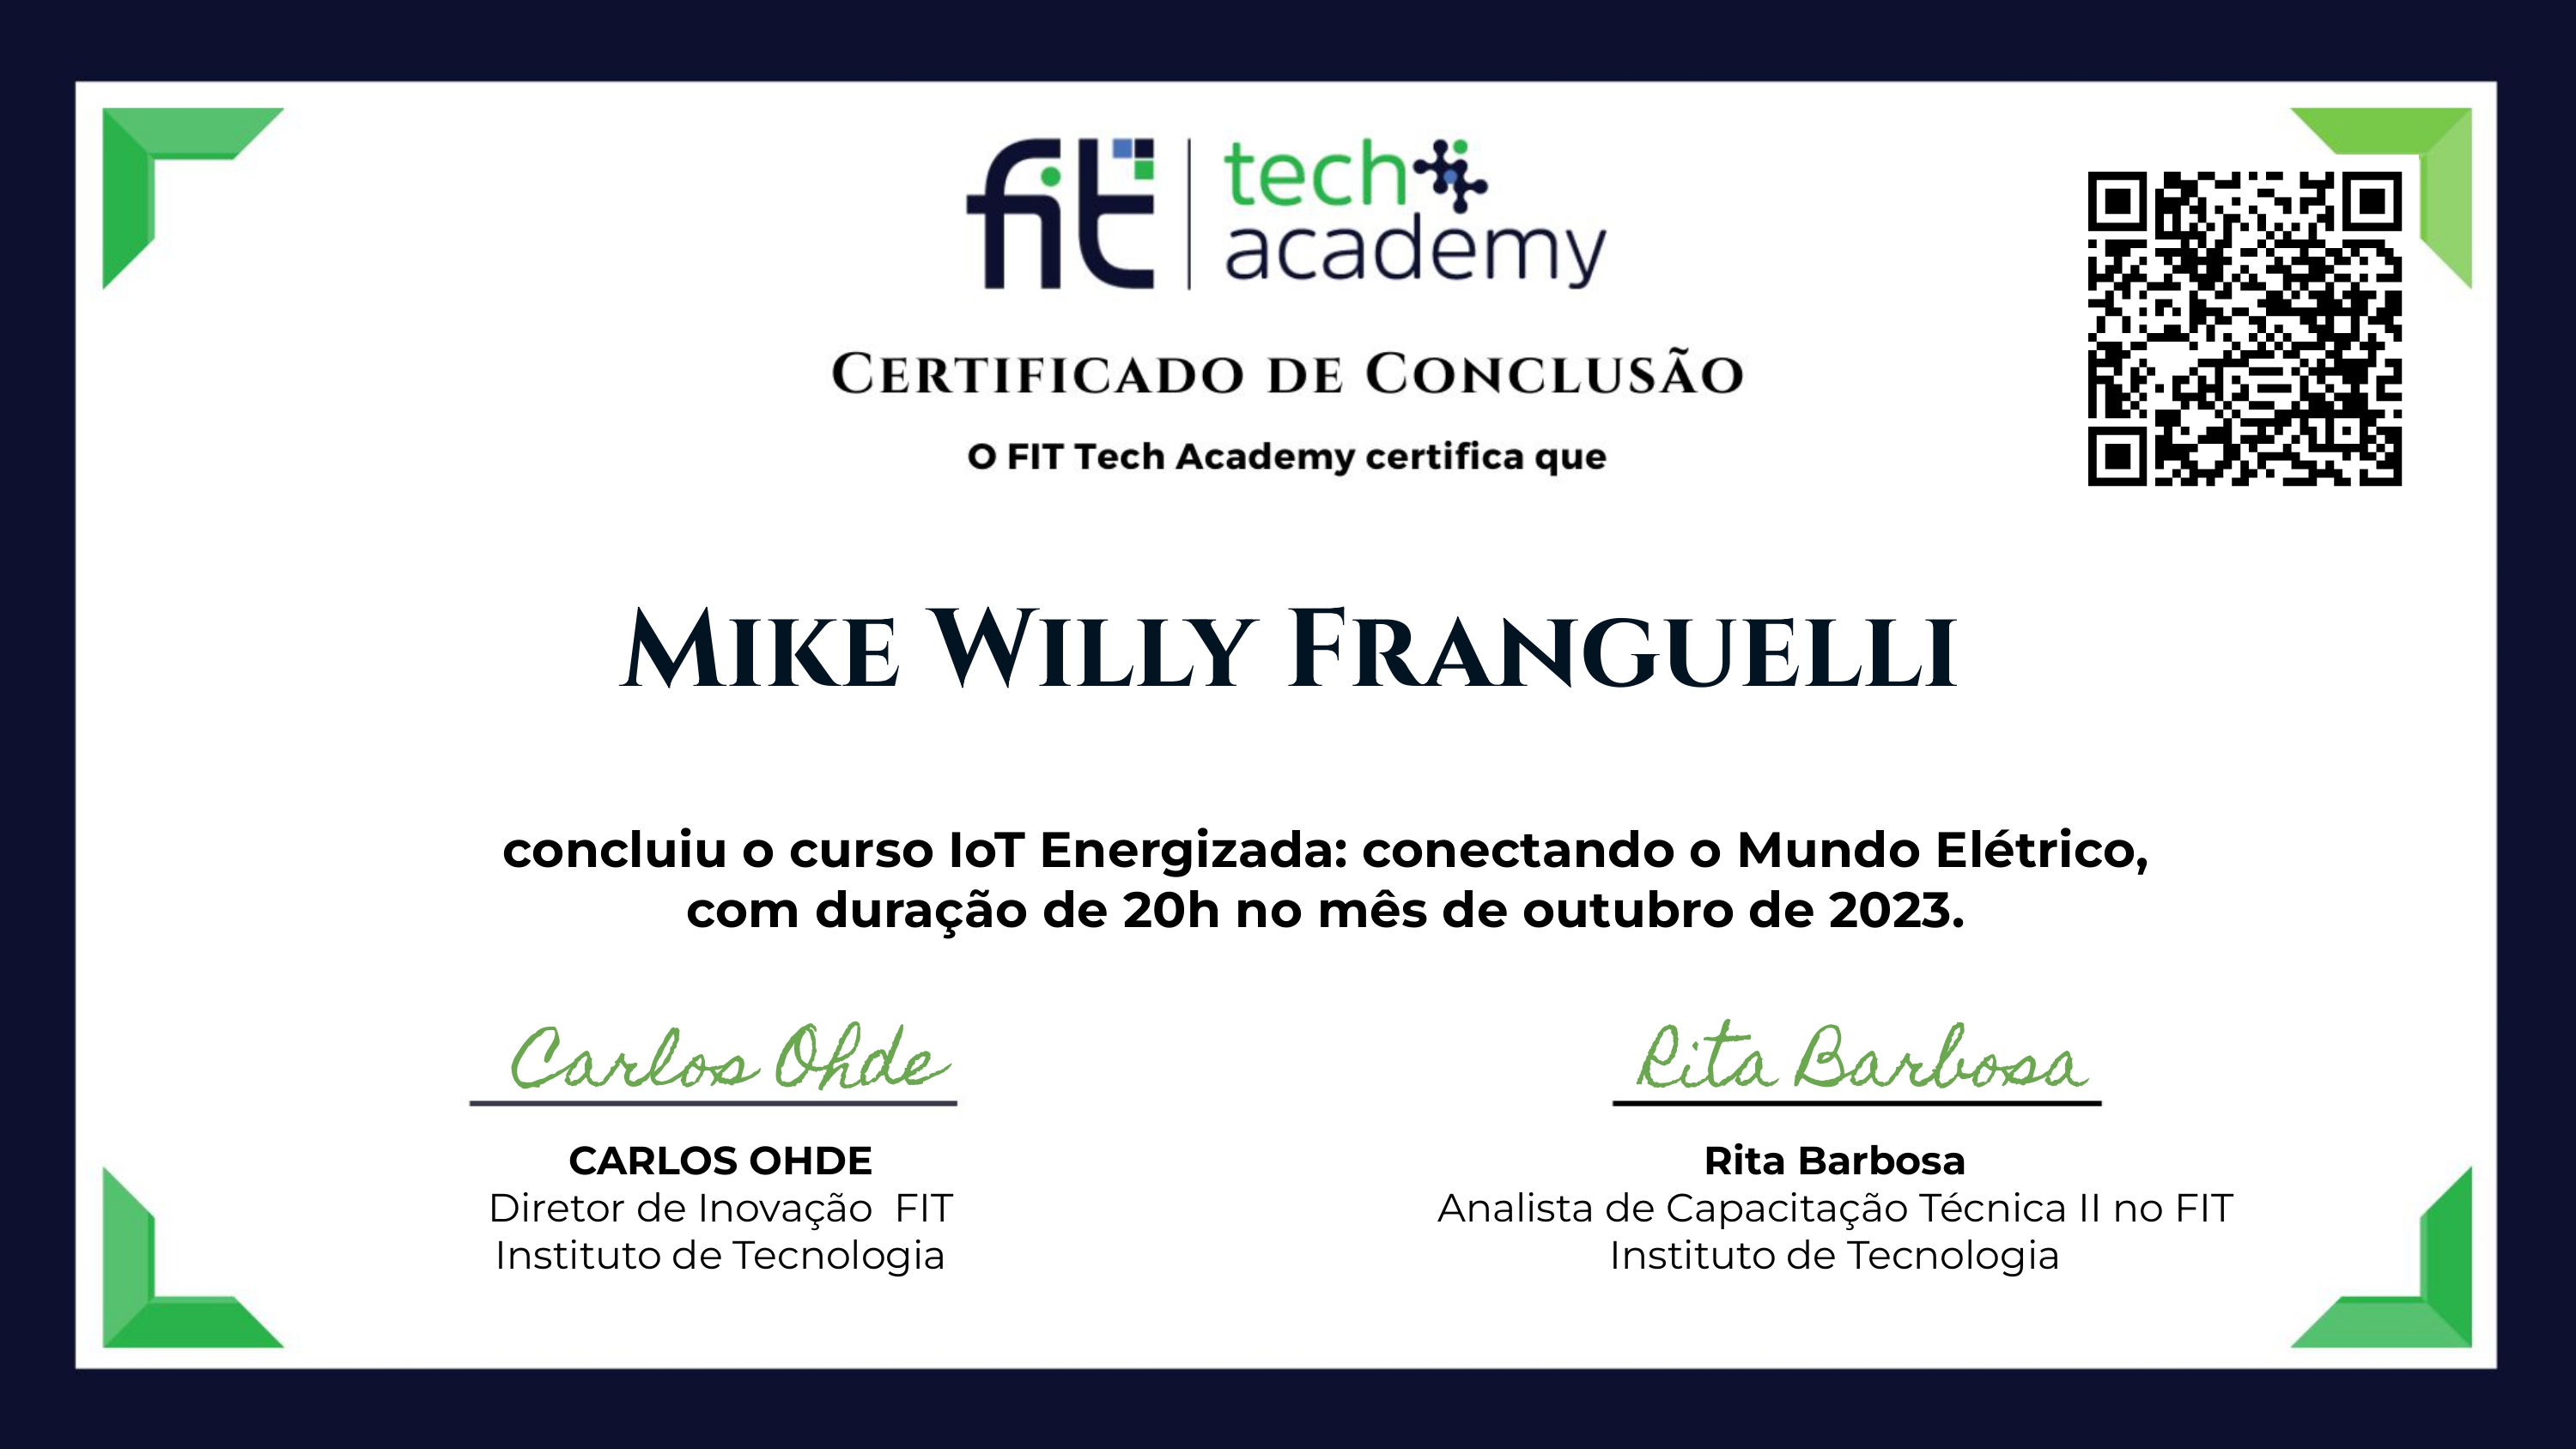 fit tech
academy
Certificado de Conclusão
O FIT Tech Academy certifica que
Mike Willy Franguelli
concluiu o curso IoT Energizada: conectando o Mundo Elétrico,
com duração de 20h no mês de outubro de 2023.
Carlos Ohde
CARLOS OHDE
Diretor de Inovação FIT
Instituto de Tecnologia
Rita Barbosa
Rita Barbosa
Analista de Capacitação Técnica II no FIT
Instituto de Tecnologia